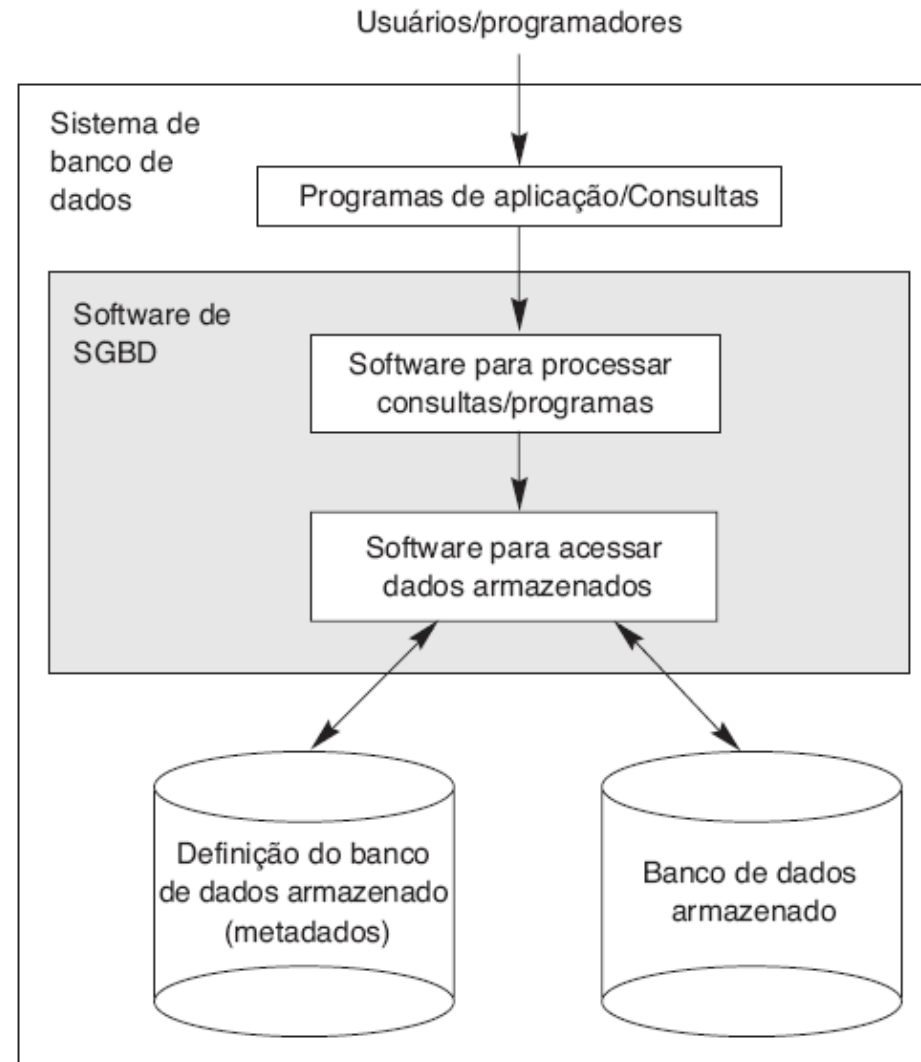 Usuários/programadores
Sistema de
banco de
dados
Programas de aplicação/Consultas
Software de
SGBD
Software para processar
consultas/programas
Software para acessar
dados armazenados
Definição do banco
de dados armazenado
(metadados)
Banco de dados
armazenado